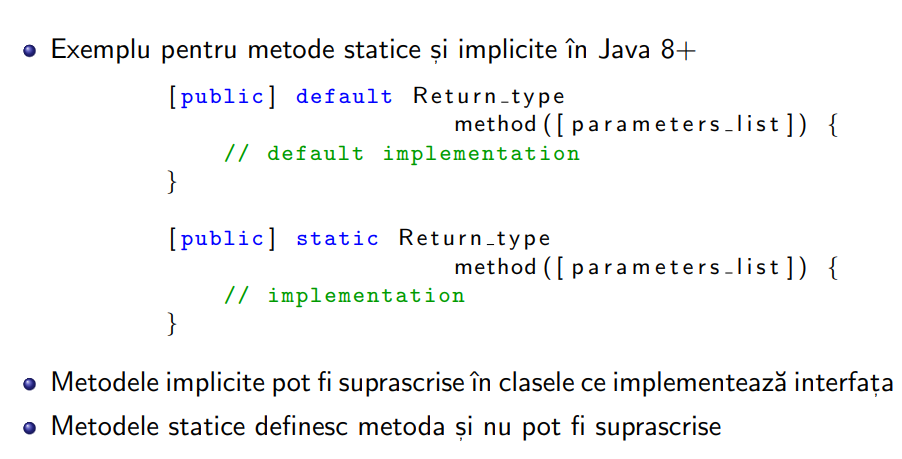 Exemplu pentru metode statice și implicite în Java 8+
[public] default Return_type
method([parameters_list]) {
// default implementation
}
[public] static Return_type
method([parameters_list]) {
// implementation
}
Metodele implicite pot fi suprascrise în clasele ce implementează interfața
Metodele statice definesc metoda și nu pot fi suprascrise